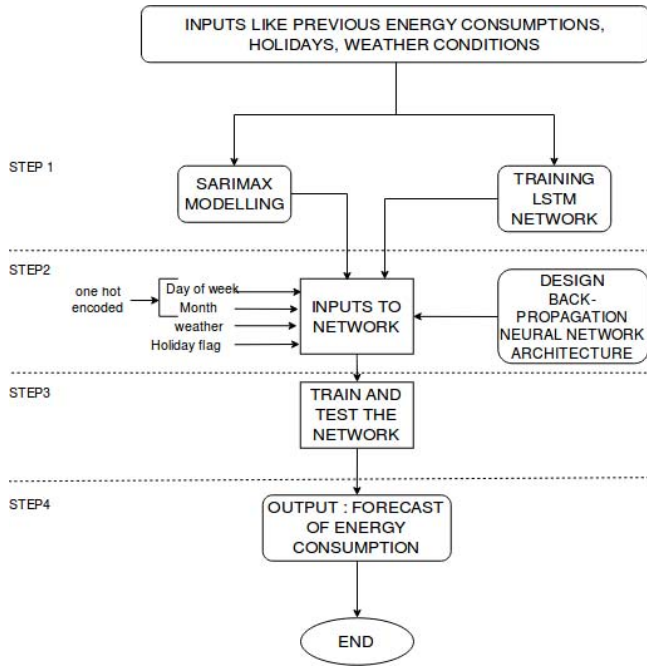 INPUTS LIKE PREVIOUS ENERGY CONSUMPTIONS,
HOLIDAYS, WEATHER CONDITIONS
STEP 1
SARIMAX
MODELLING
TRAINING
LSTM
NETWORK
STEP2
one hot
encoded
Day of week
Month
weather
Holiday flag
INPUTS TO
NETWORK
DESIGN
BACK-
PROPAGATION
NEURAL NETWORK
ARCHITECTURE
STEP3
TRAIN AND
TEST THE
NETWORK
STEP4
OUTPUT : FORECAST
OF ENERGY
CONSUMPTION
END